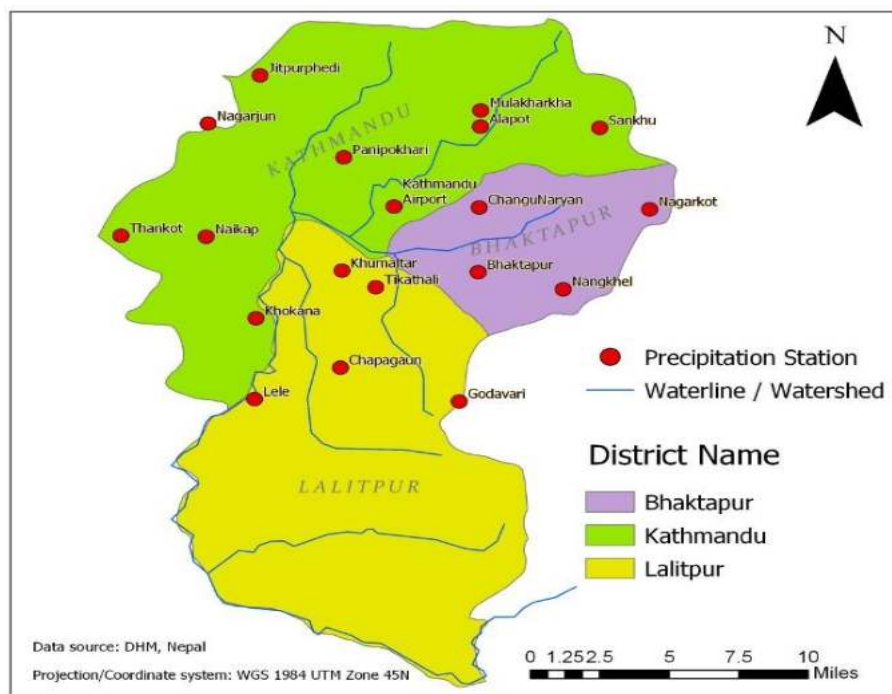 N
Jitpurphedi
Nagarjun
Mulakharkha
Alapot
Sankhu
KATHMANDU
Panipokhari
Kathmandu
Airport
ChanguNaryan
Nagarkot
Thankot
Naikap
BHAKTAPUR
Khumaltar
Tikathali
Bhaktapur
Nangkhel
Khokana
Chapagaun
Lele
Godavari
LALITPUR
Precipitation Station
Waterline / Watershed
District Name
Bhaktapur
Kathmandu
Lalitpur
Data source: DHM, Nepal
Projection/Coordinate system: WGS 1984 UTM Zone 45N
0 1.25 2.5 5 7.5 10
Miles